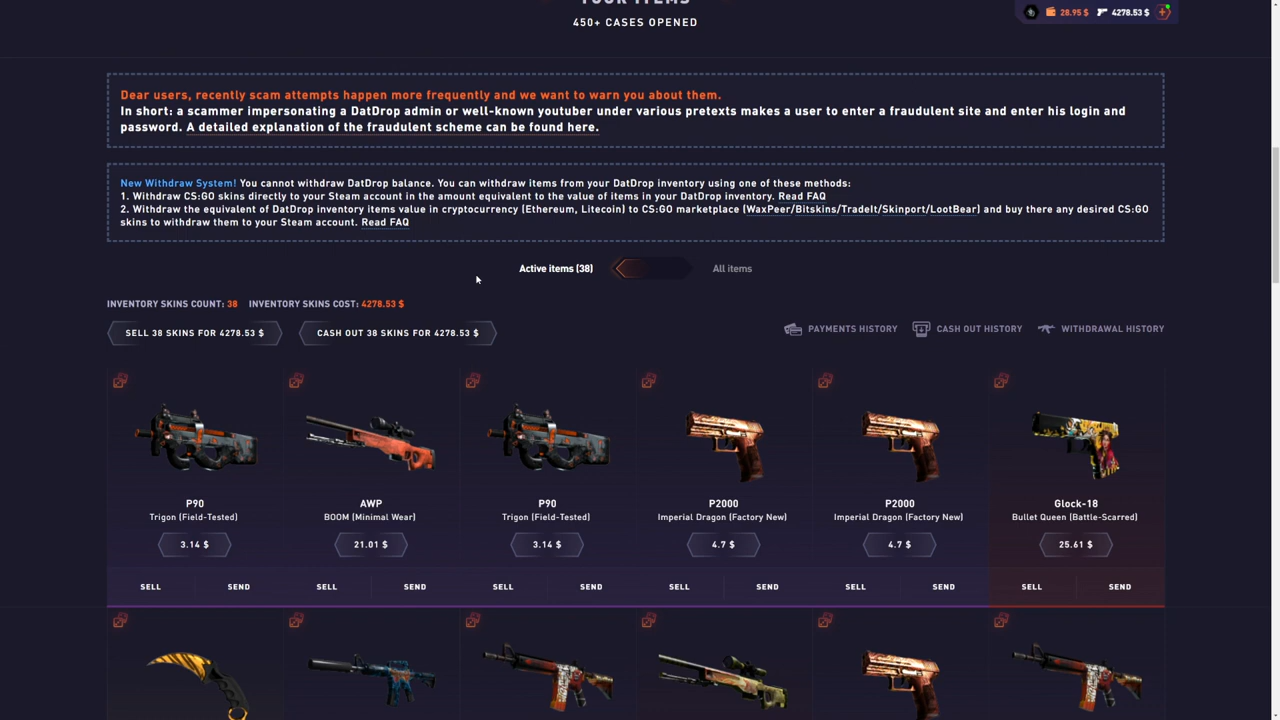 YOUR ITEMS
450+ CASES OPENED
28.95 $ 4278.53 $
Dear users, recently scam attempts happen more frequently and we want to warn you about them.
In short: a scammer impersonating a DatDrop admin or well-known youtuber under various pretexts makes a user to enter a fraudulent site and enter his login and
password. A detailed explanation of the fraudulent scheme can be found here.
New Withdraw System! You cannot withdraw DatDrop balance. You can withdraw items from your DatDrop inventory using one of these methods:
1. Withdraw CS:GO skins directly to your Steam account in the amount equivalent to the value of items in your DatDrop inventory. Read FAQ
2. Withdraw the equivalent of DatDrop inventory items value in cryptocurrency (Ethereum, Litecoin) to CS:GO marketplace (WaxPeer/Bitskins/TradeIt/Skinport/LootBear) and buy there any desired CS:GO
skins to withdraw them to your Steam account. Read FAQ
Active items (38) All items
INVENTORY SKINS COUNT: 38 INVENTORY SKINS COST: 4278.53 $
SELL 38 SKINS FOR 4278.53 $ CASH OUT 38 SKINS FOR 4278.53 $ PAYMENTS HISTORY CASH OUT HISTORY WITHDRAWAL HISTORY
P90 AWP P90 P2000 P2000 Glock-18
Trigon (Field-Tested) BOOM (Minimal Wear) Trigon (Field-Tested) Imperial Dragon (Factory New) Imperial Dragon (Factory New) Bullet Queen (Battle-Scarred)
3.14 $ 21.01 $ 3.14 $ 4.7 $ 4.7 $ 25.61 $
SELL SEND SELL SEND SELL SEND SELL SEND SELL SEND SELL SEND